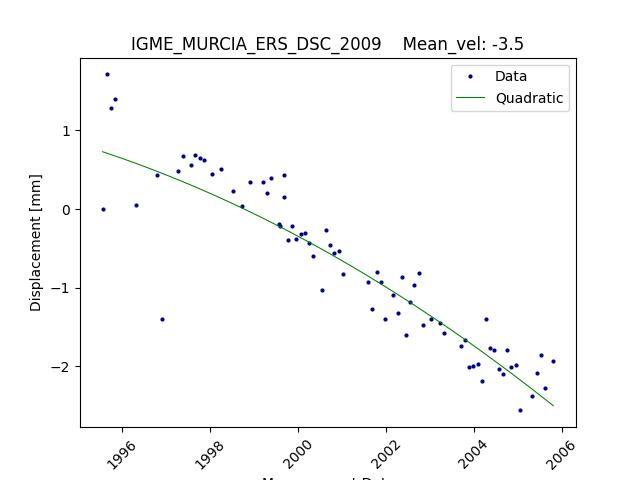 IGME_MURCIA_ERS_DSC_2009    Mean_vel: -3.5
Data
Quadratic
Displacement [mm]
1
0
−1
−2
1996
1998
2000
2002
2004
2006